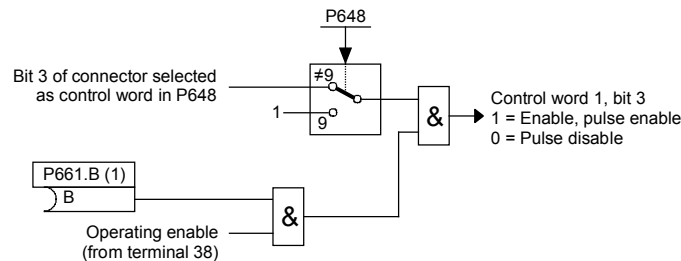 P648
Bit 3 of connector selected
as control word in P648
≠9
1
9
&
Control word 1, bit 3
1 = Enable, pulse enable
0 = Pulse disable
P661.B (1)
B
&
Operating enable
(from terminal 38)